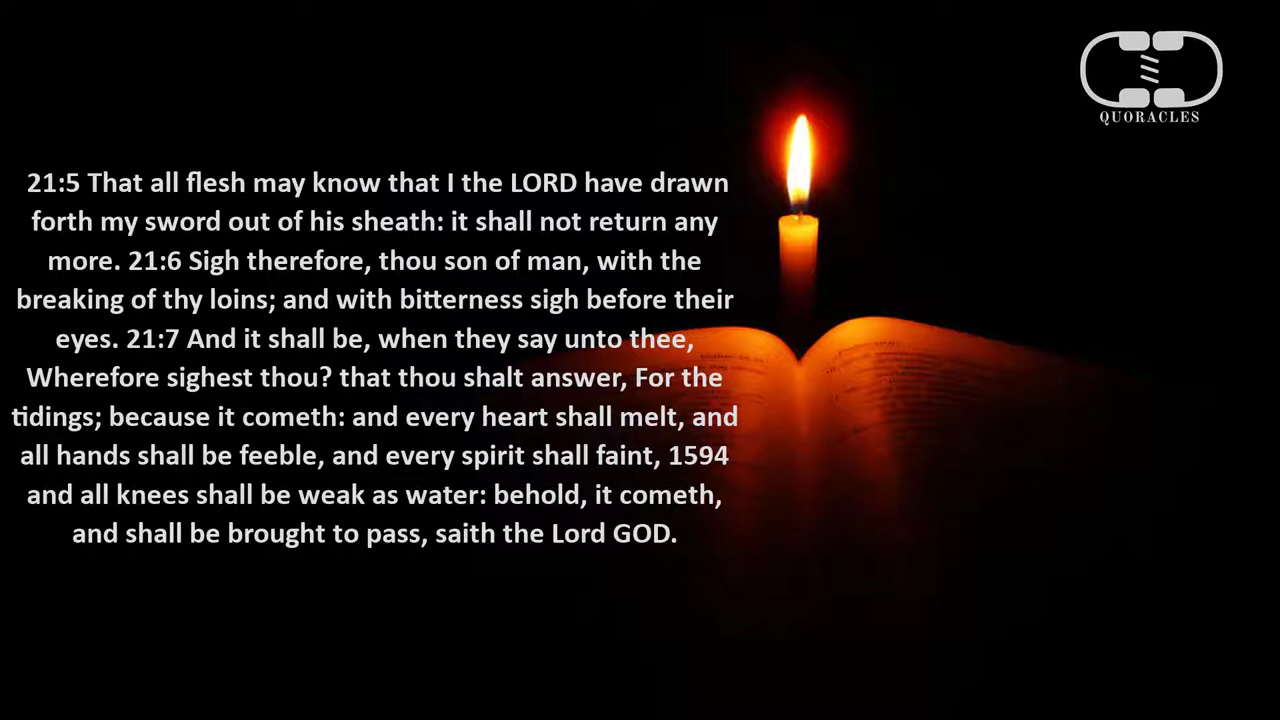 QUORACLES
21:5 That all flesh may know that I the LORD have drawn
forth my sword out of his sheath: it shall not return any
more. 21:6 Sigh therefore, thou son of man, with the
breaking of thy loins; and with bitterness sigh before their
eyes. 21:7 And it shall be, when they say unto thee,
Wherefore sighest thou? that thou shalt answer, For the
tidings; because it cometh: and every heart shall melt, and
all hands shall be feeble, and every spirit shall faint, 1594
and all knees shall be weak as water: behold, it cometh,
and shall be brought to pass, saith the Lord GOD.